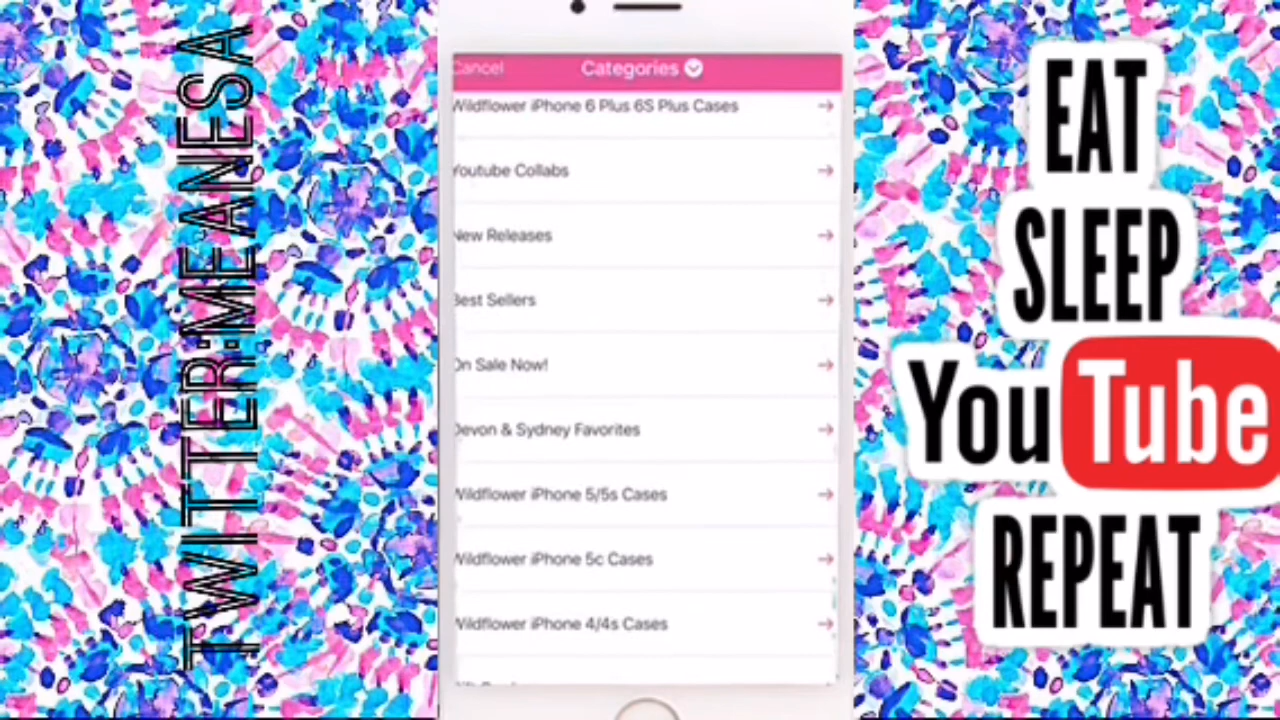 TWITTER:MEANESA
Cancel Categories
Wildflower iPhone 6 Plus 6S Plus Cases
Youtube Collabs
New Releases
Best Sellers
On Sale Now!
Devon & Sydney Favorites
Wildflower iPhone 5/5s Cases
Wildflower iPhone 5c Cases
Wildflower iPhone 4/4s Cases
EAT
SLEEP
YouTube
REPEAT